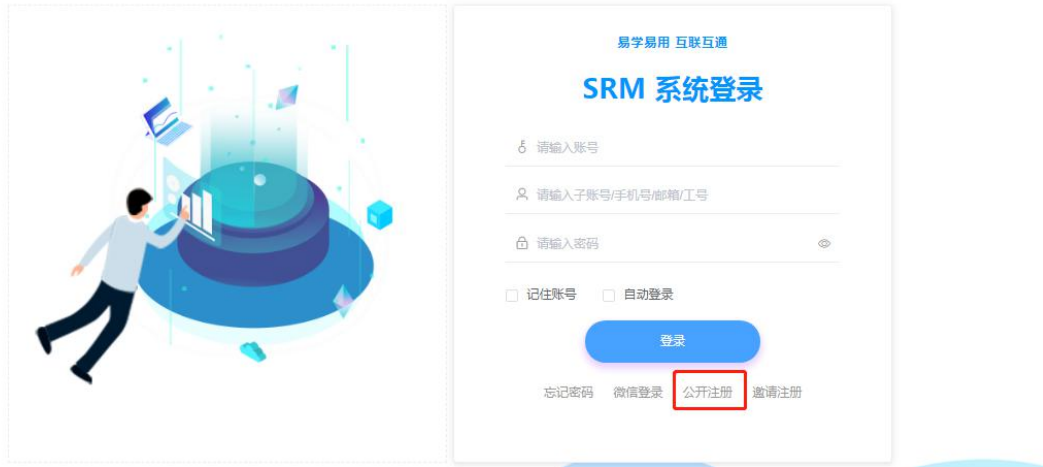 易学易用 互联互通
SRM 系统登录
请输入账号
请输入子账号/手机号/邮箱/工号
请输入密码
记住账号 自动登录
登录
忘记密码 微信登录 公开注册 邀请注册